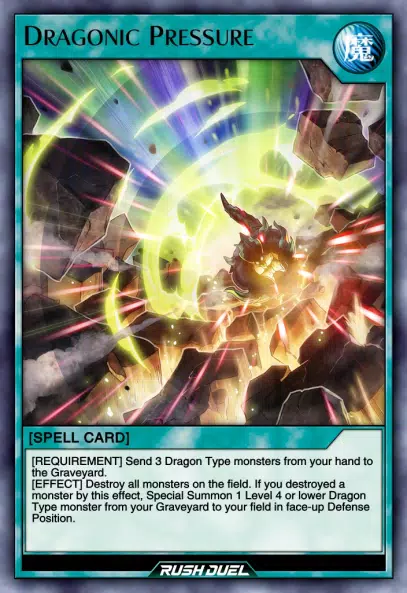 Dragonic Pressure
魔
[SPELL CARD]
[REQUIREMENT] Send 3 Dragon Type monsters from your hand to
the Graveyard.
[EFFECT] Destroy all monsters on the field. If you destroyed a
monster by this effect, Special Summon 1 Level 4 or lower Dragon
Type monster from your Graveyard to your field in face-up Defense
Position.
RUSH DUEL